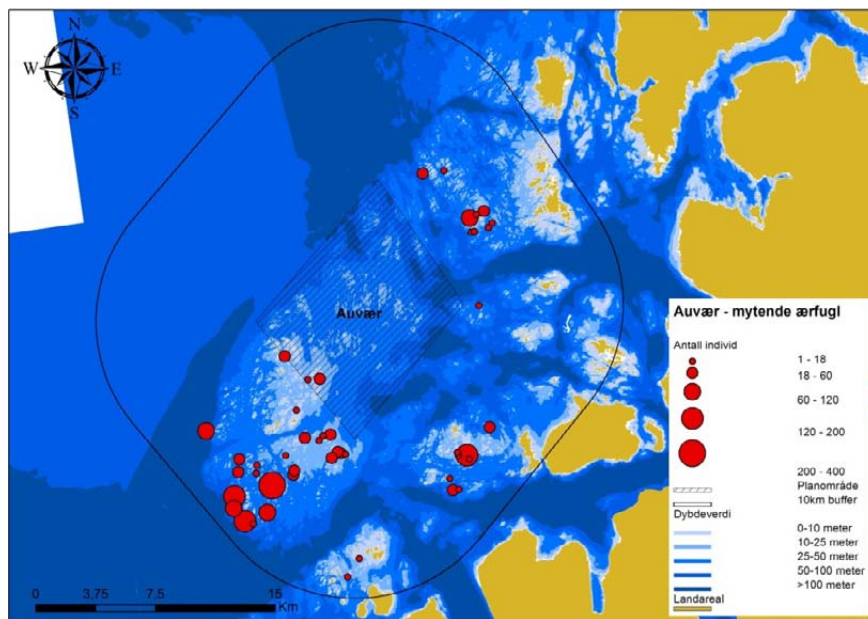 N
W E
S
Auvær
Auvær - mytende ærfugl
Antall individ
1 - 18
18 - 60
60 - 120
120 - 200
200 - 400
Planområde
10km buffer
Dybdeverdi
0-10 meter
10-25 meter
25-50 meter
50-100 meter
>100 meter
Landareal
0 3,75 7,5 15
Km